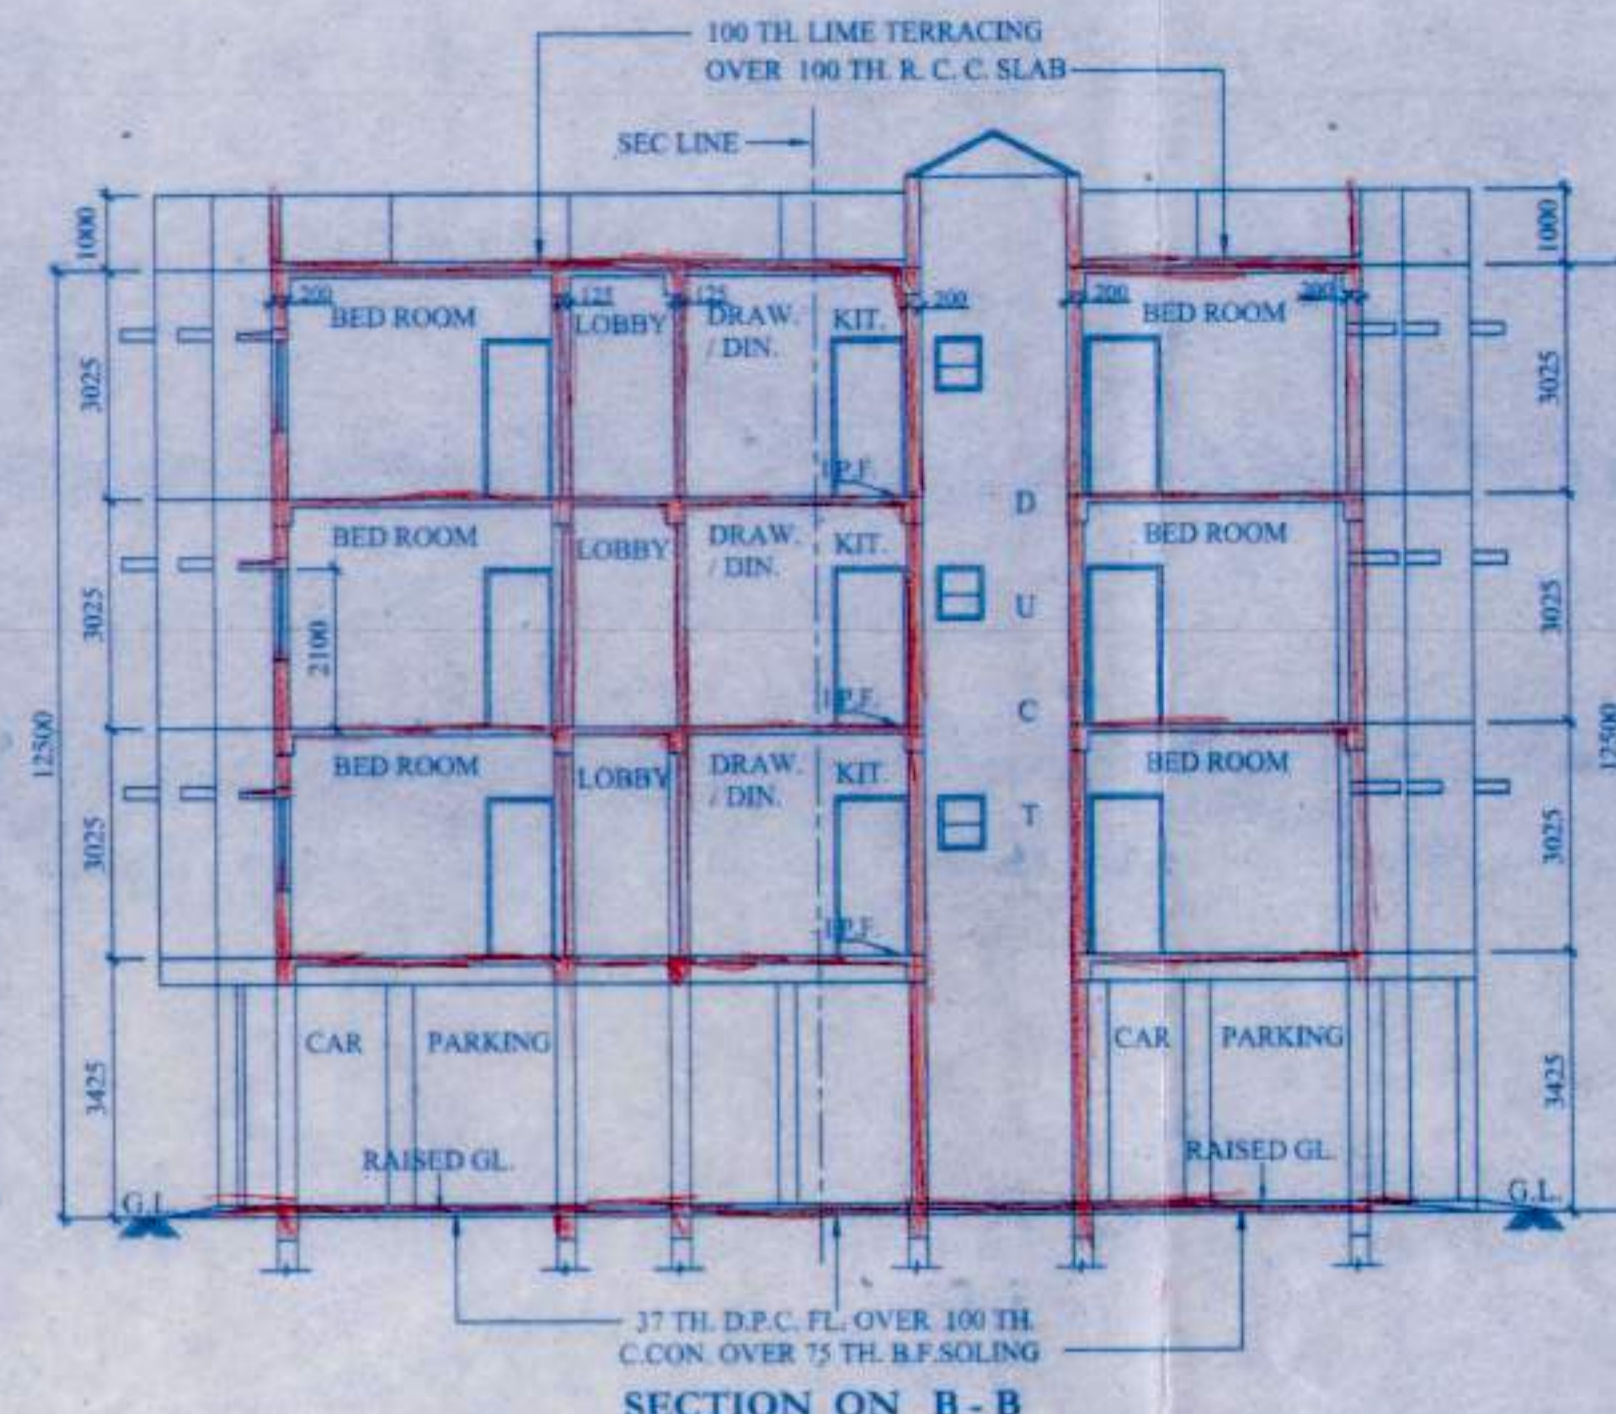 100 TH. LIME TERRACING
OVER 100 TH. R. C. C. SLAB
SEC LINE
1000
1000
200
125
125
200
200
200
BED ROOM
LOBBY
DRAW.
/ DIN.
KIT.
BED ROOM
3025
3025
I.P.F.
D
BED ROOM
LOBBY
DRAW.
/ DIN.
KIT.
BED ROOM
3025
2100
U
3025
I.P.F.
C
12500
12500
BED ROOM
LOBBY
DRAW.
/ DIN.
KIT.
BED ROOM
3025
T
3025
I.P.F.
CAR PARKING
CAR PARKING
3425
3425
RAISED GL.
RAISED GL.
G.L.
G.L.
37 TH. D.P.C. FL. OVER 100 TH.
C.CON. OVER 75 TH. B.F.SOLING
SECTION ON B - B